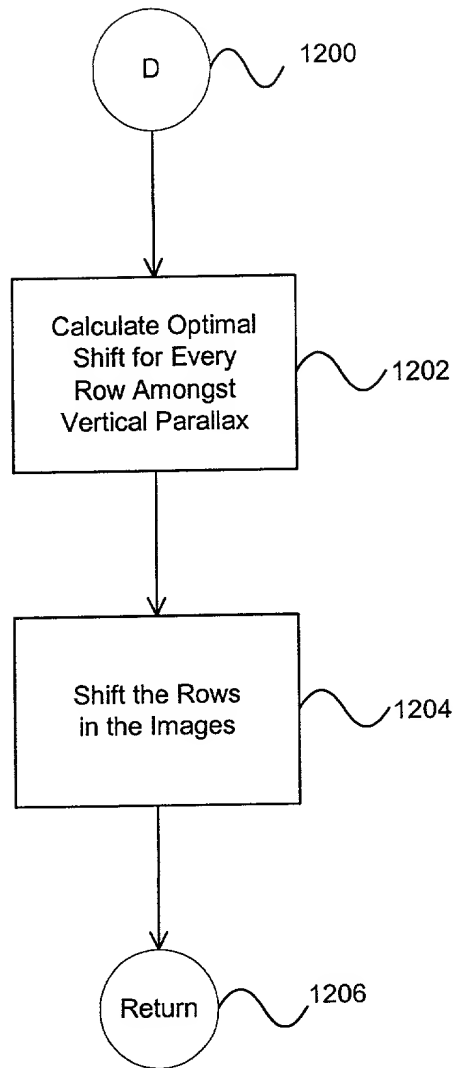 D
1200
Calculate Optimal
Shift for Every
Row Amongst
Vertical Parallax
1202
Shift the Rows
in the Images
1204
Return
1206